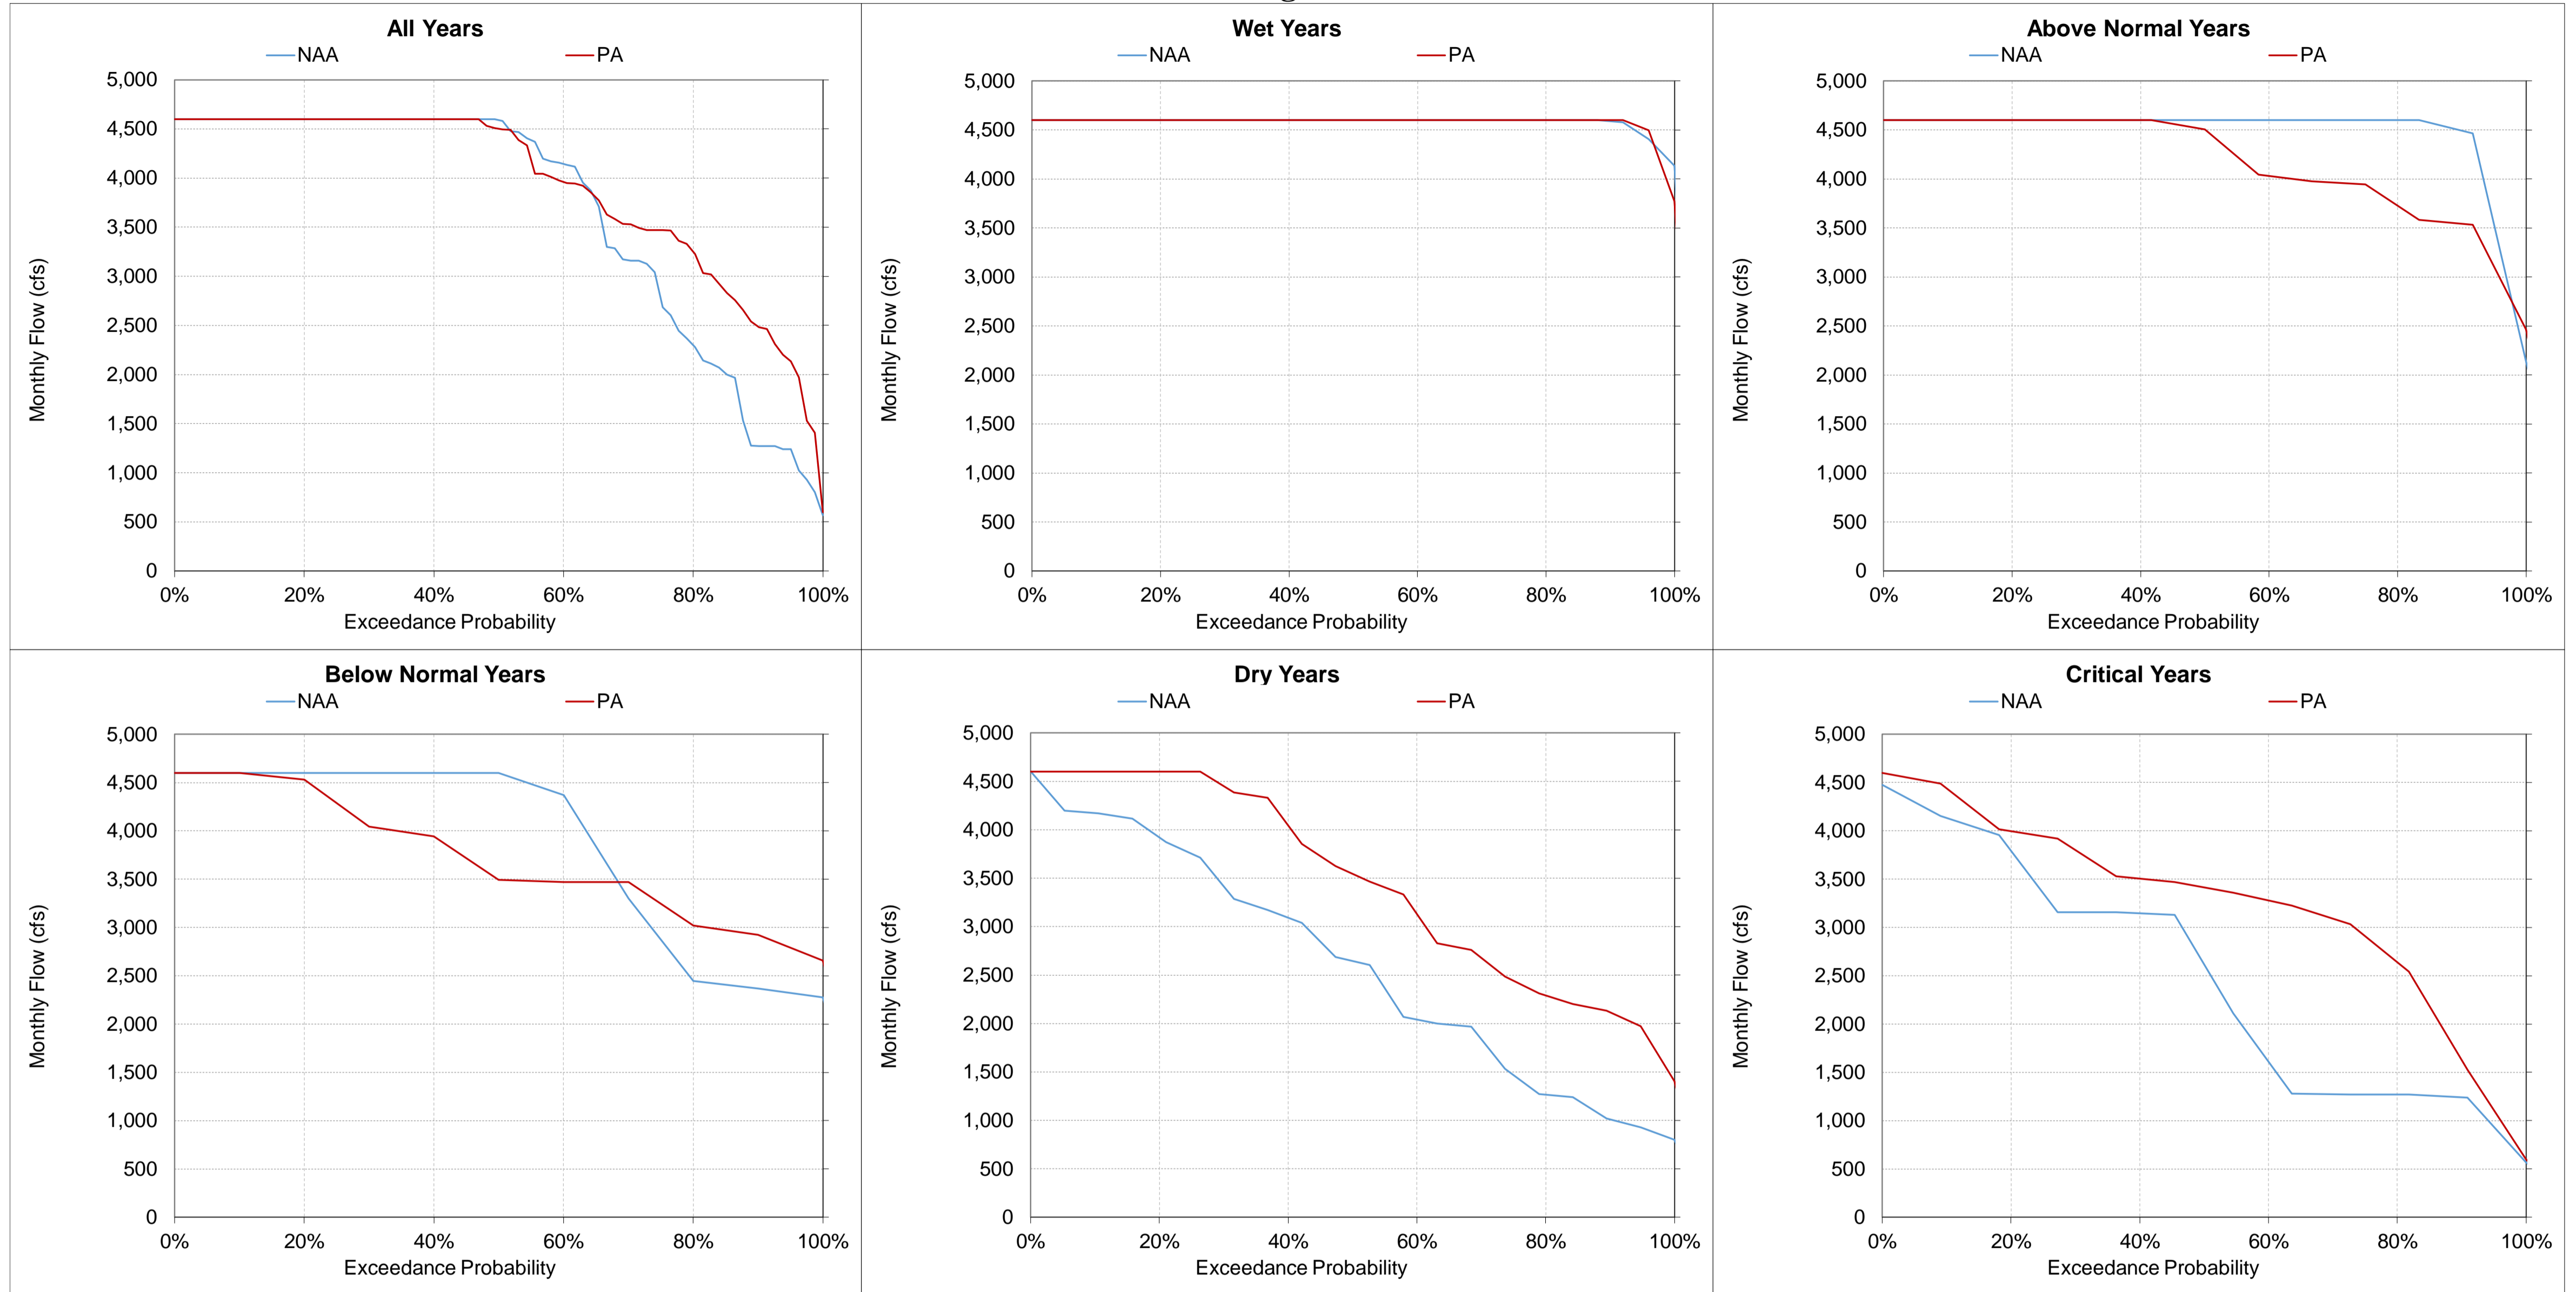 All Years
NAA PA
5,000
4,500
4,000
3,500
3,000
2,500
2,000
1,500
1,000
500
0
Monthly Flow (cfs)
0% 20% 40% 60% 80% 100%
Exceedance Probability
Wet Years
NAA PA
5,000
4,500
4,000
3,500
3,000
2,500
2,000
1,500
1,000
500
0
Monthly Flow (cfs)
0% 20% 40% 60% 80% 100%
Exceedance Probability
Above Normal Years
NAA PA
5,000
4,500
4,000
3,500
3,000
2,500
2,000
1,500
1,000
500
0
Monthly Flow (cfs)
0% 20% 40% 60% 80% 100%
Exceedance Probability
Below Normal Years
NAA PA
5,000
4,500
4,000
3,500
3,000
2,500
2,000
1,500
1,000
500
0
Monthly Flow (cfs)
0% 20% 40% 60% 80% 100%
Exceedance Probability
Dry Years
NAA PA
5,000
4,500
4,000
3,500
3,000
2,500
2,000
1,500
1,000
500
0
Monthly Flow (cfs)
0% 20% 40% 60% 80% 100%
Exceedance Probability
Critical Years
NAA PA
5,000
4,500
4,000
3,500
3,000
2,500
2,000
1,500
1,000
500
0
Monthly Flow (cfs)
0% 20% 40% 60% 80% 100%
Exceedance Probability